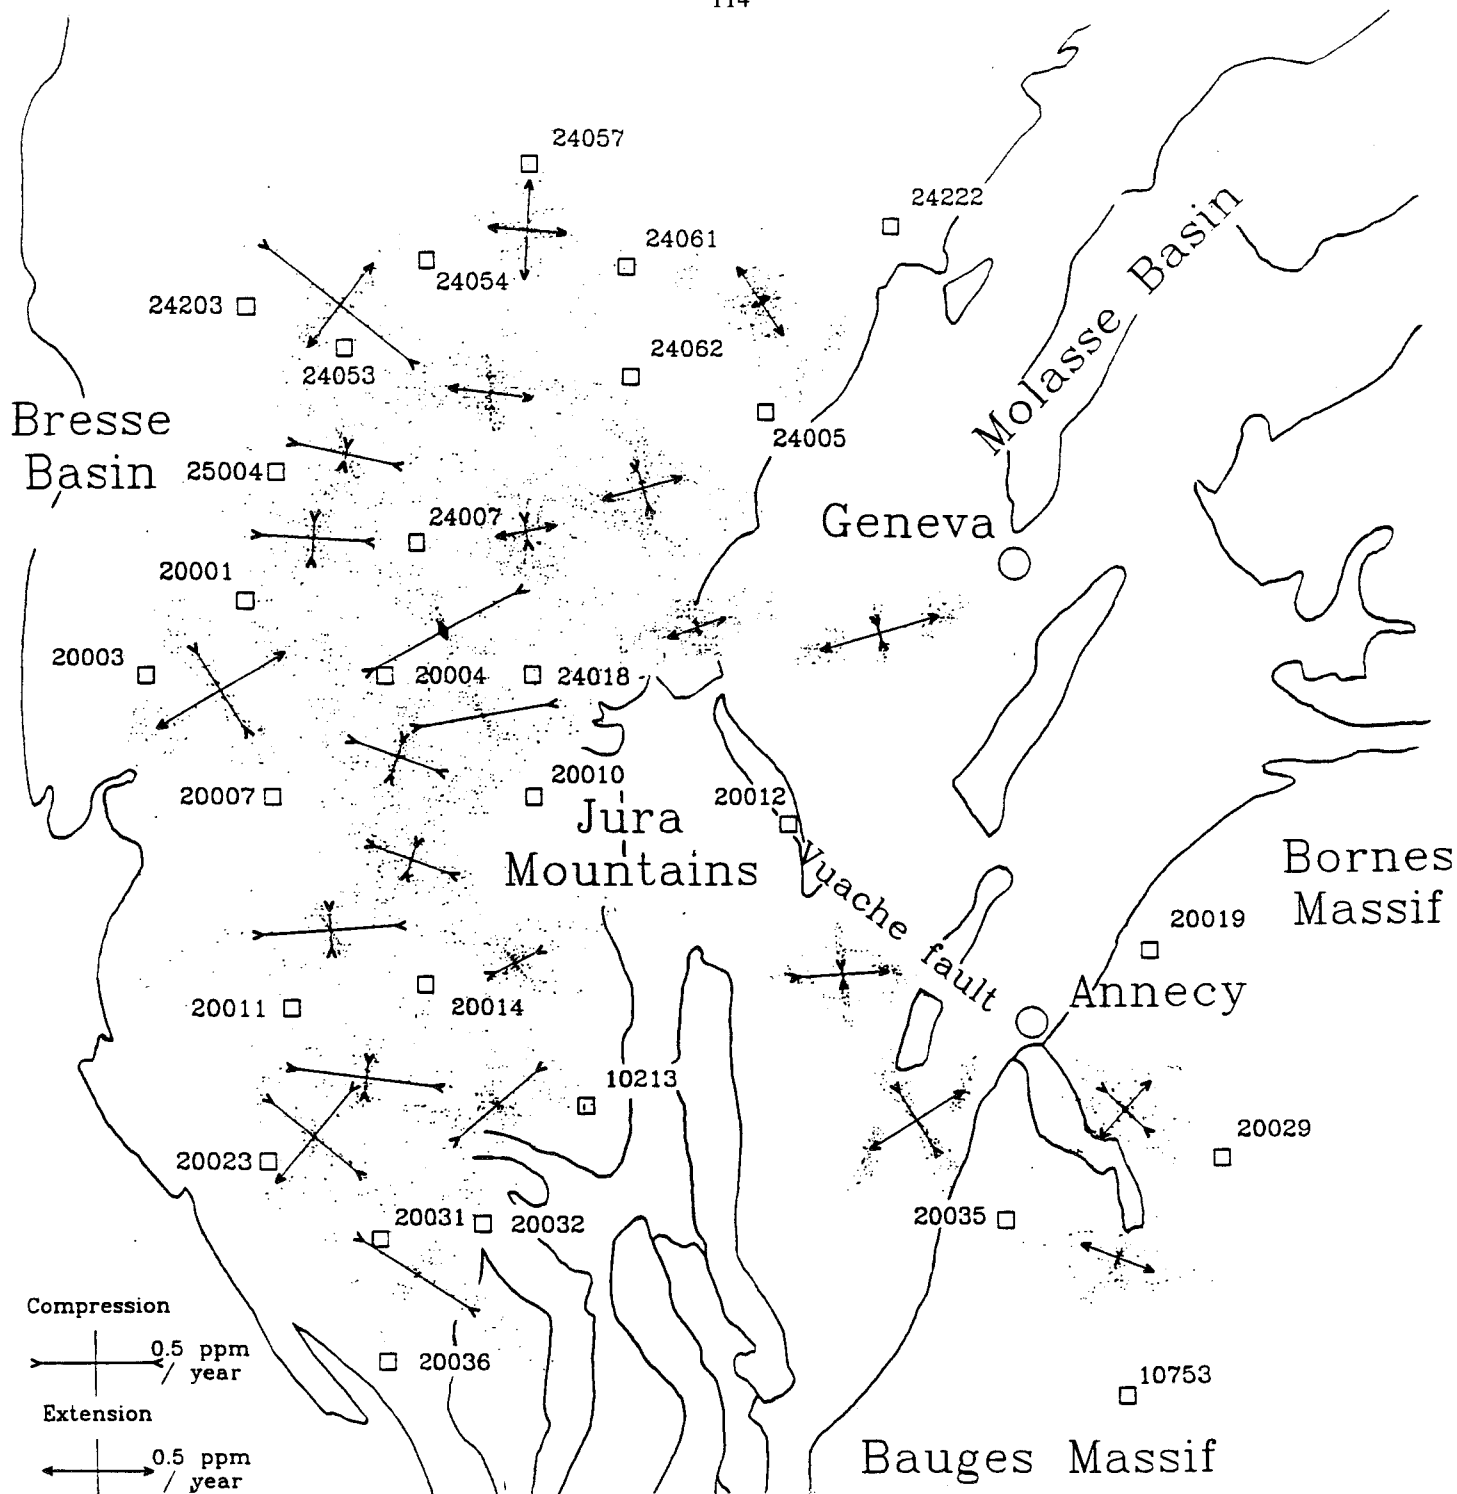 114
24057
24222
24061
24054
24203
24062
24053
Molasse Basin
Bresse
Basin
24005
25004
24007
Geneva
20001
20003
20004
24018
20010
20007
20012
Jura
Mountains
Vuache fault
Bornes
Massif
20019
Annecy
20011
20014
10213
20029
20023
20031
20032
20035
Compression
0.5 ppm
/ year
20036
10753
Extension
0.5 ppm
/ year
Bauges Massif